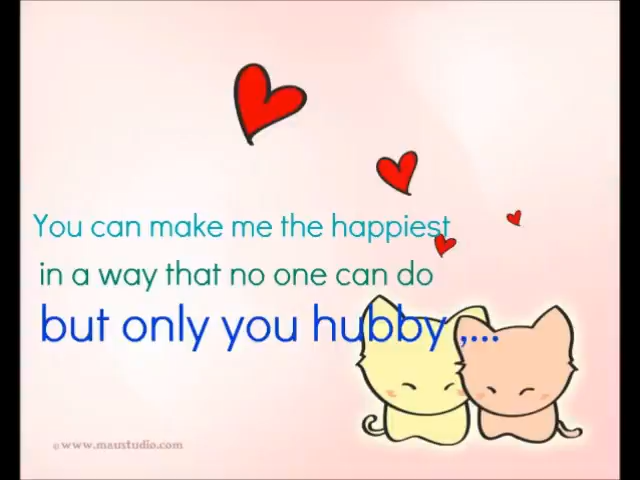 You can make me the happiest
in a way that no one can do
but only you hubby ,...
©www.maustudio.com